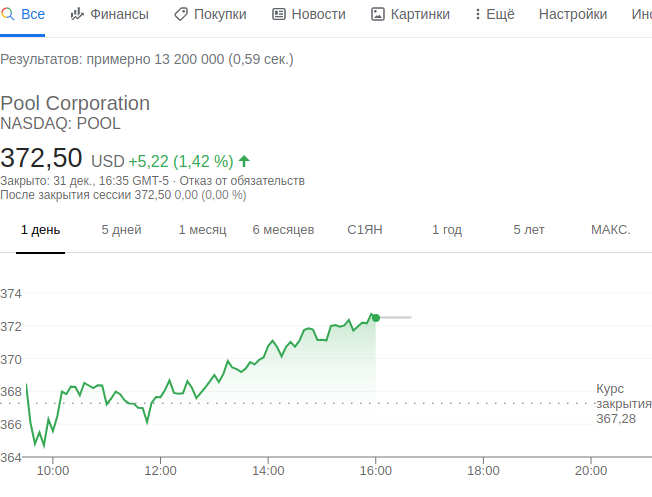 Все Финансы Покупки Новости Картинки Ещё Настройки
Результатов: примерно 13 200 000 (0,59 сек.)
Pool Corporation
NASDAQ: POOL
372,50 USD +5,22 (1,42 %)
Закрыто: 31 дек., 16:35 GMT-5 · Отказ от обязательств
После закрытия сессии 372,50 0,00 (0,00 %)
1 день 5 дней 1 месяц 6 месяцев С1ЯН 1 год 5 лет МАКС.
374
372
370
368
Курс
закрытия
367,28
366
364
10:00 12:00 14:00 16:00 18:00 20:00